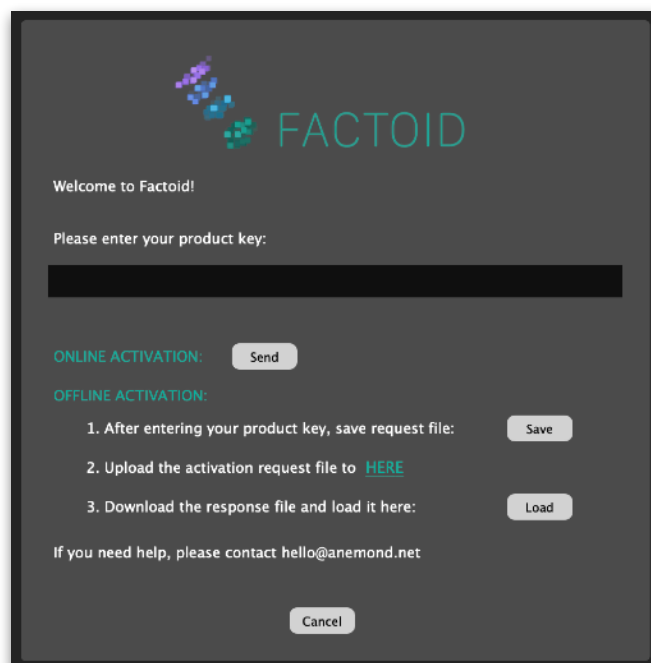 FACTOID
Welcome to Factoid!
Please enter your product key:
ONLINE ACTIVATION: Send
OFFLINE ACTIVATION:
1. After entering your product key, save request file: Save
2. Upload the activation request file to HERE
3. Download the response file and load it here: Load
If you need help, please contact hello@anemond.net
Cancel